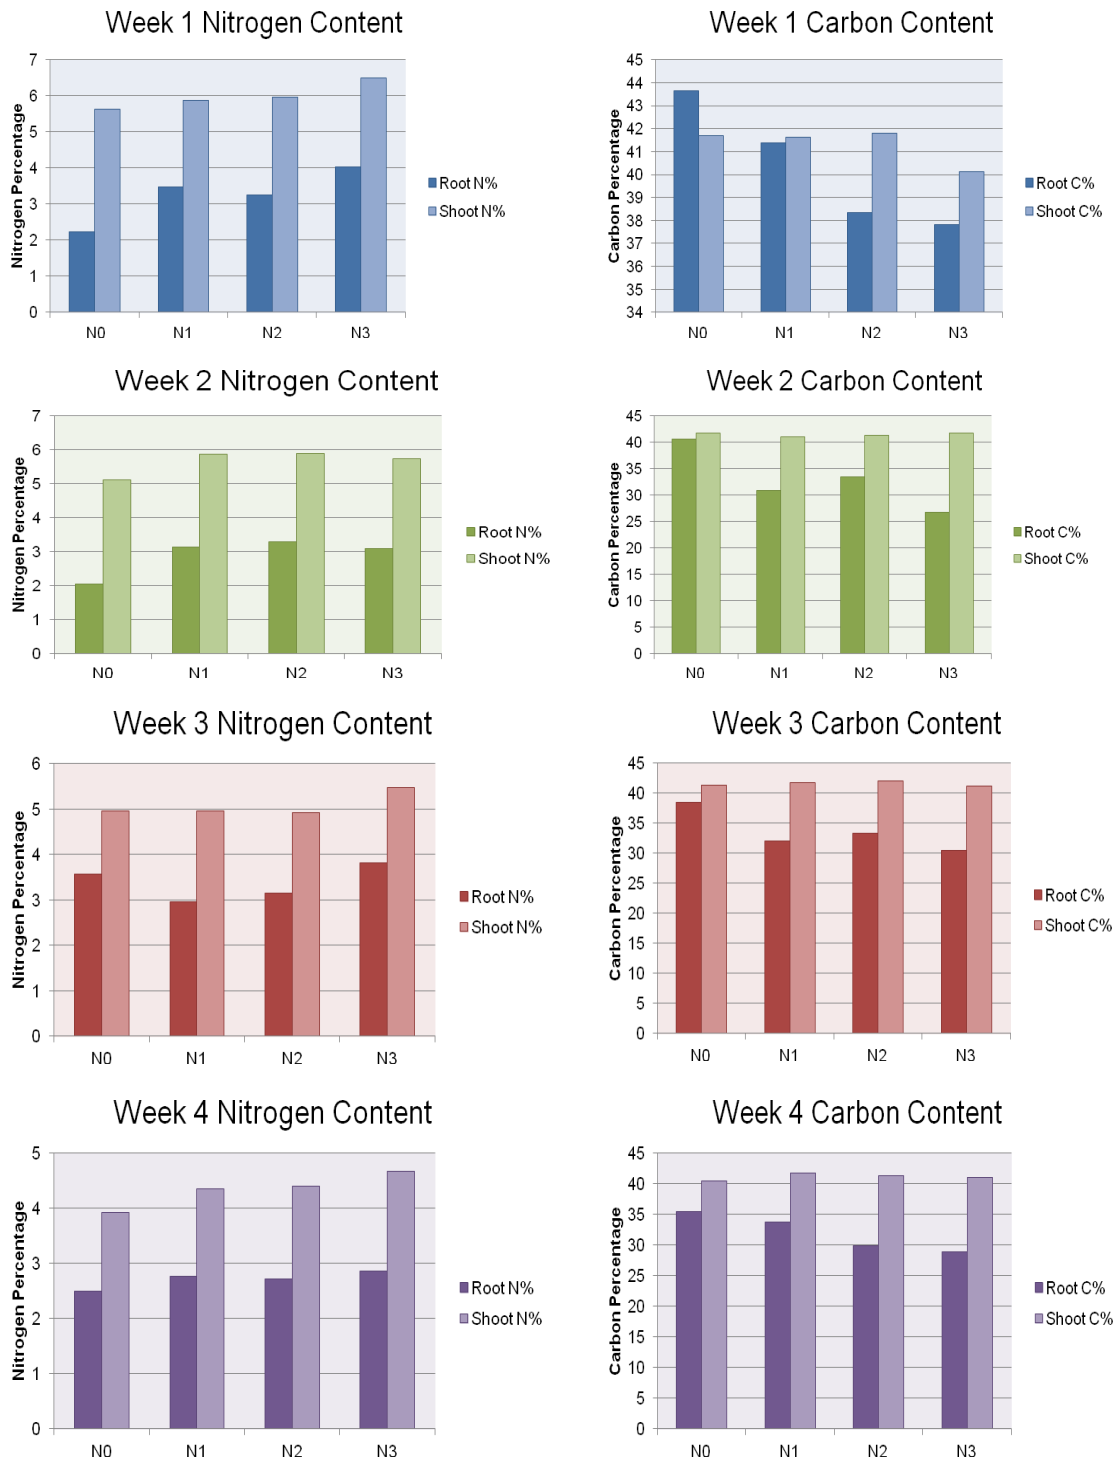 Week 1 Nitrogen Content
7
6
5
4
3
2
1
0
Nitrogen Percentage
N0 N1 N2 N3
Root N%
Shoot N%
Week 1 Carbon Content
45
44
43
42
41
40
39
38
37
36
35
34
Carbon Percentage
N0 N1 N2 N3
Root C%
Shoot C%
Week 2 Nitrogen Content
7
6
5
4
3
2
1
0
Nitrogen Percentage
N0 N1 N2 N3
Root N%
Shoot N%
Week 2 Carbon Content
45
40
35
30
25
20
15
10
5
0
Carbon Percentage
N0 N1 N2 N3
Root C%
Shoot C%
Week 3 Nitrogen Content
6
5
4
3
2
1
0
Nitrogen Percentage
N0 N1 N2 N3
Root N%
Shoot N%
Week 3 Carbon Content
45
40
35
30
25
20
15
10
5
0
Carbon Percentage
N0 N1 N2 N3
Root C%
Shoot C%
Week 4 Nitrogen Content
5
4
3
2
1
0
Nitrogen Percentage
N0 N1 N2 N3
Root N%
Shoot N%
Week 4 Carbon Content
45
40
35
30
25
20
15
10
5
0
Carbon Percentage
N0 N1 N2 N3
Root C%
Shoot C%